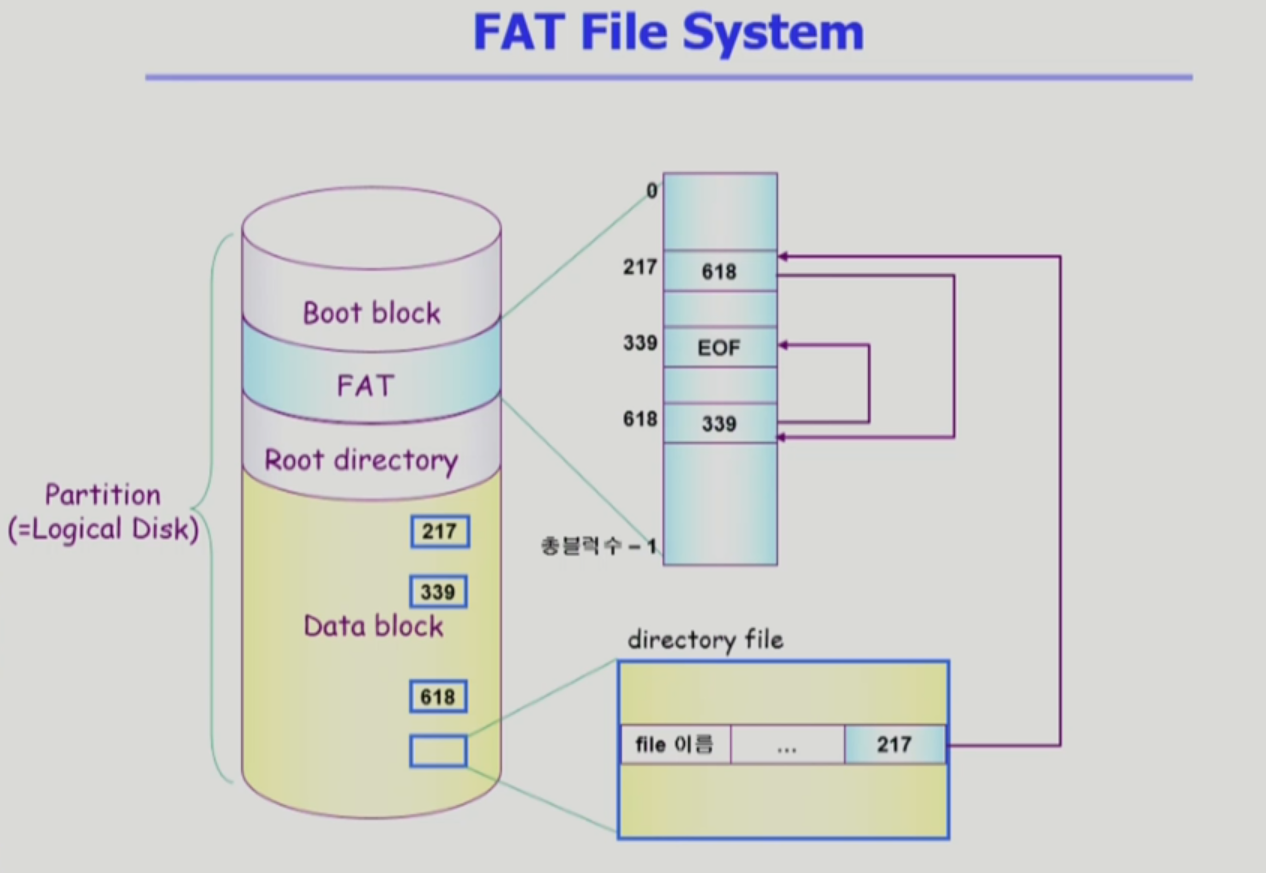 FAT File System
Boot block
FAT
Root directory
Partition
(=Logical Disk)
217
339
Data block
618
0
217
618
339
EOF
618
339
총블럭수 – 1
directory file
file 이름
...
217